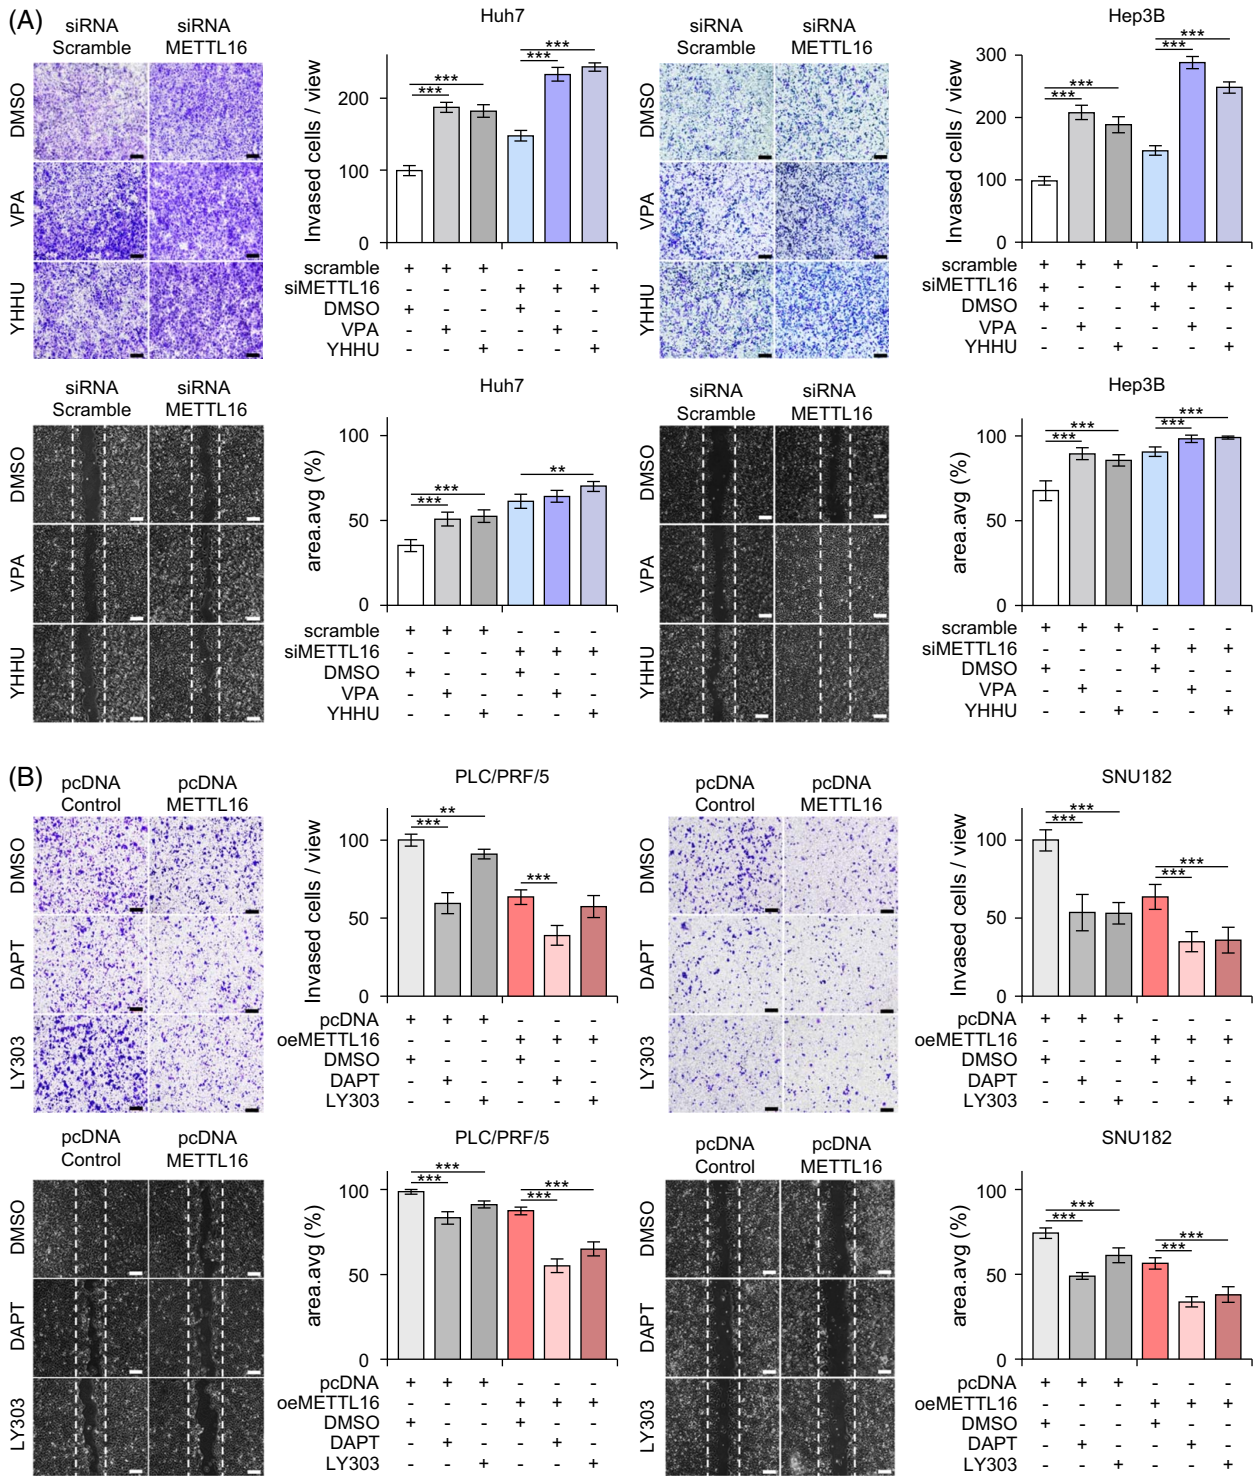 (A)
siRNA Scramble
siRNA METTL16
DMSO
VPA
YHHU
Huh7
Invased cells / view
200
100
0
***
***
***
***
scramble + + + - - -
siMETTL16 - - - + + +
DMSO + - - + - -
VPA - + - - + -
YHHU - - + - - +
siRNA Scramble
siRNA METTL16
DMSO
VPA
YHHU
Hep3B
Invased cells / view
300
200
100
0
***
***
***
***
scramble + + + - - -
siMETTL16 + - - + + +
DMSO + - - + - -
VPA - + - - + -
YHHU - - + - - +
siRNA Scramble
siRNA METTL16
DMSO
VPA
YHHU
Huh7
area.avg (%)
100
50
0
***
***
**
scramble + + + - - -
siMETTL16 - - - + + +
DMSO + - - + - -
VPA - + - - + -
YHHU - - + - - +
siRNA Scramble
siRNA METTL16
DMSO
VPA
YHHU
Hep3B
area.avg (%)
100
50
0
***
***
***
***
scramble + + + - - -
siMETTL16 - - - + + +
DMSO + - - + - -
VPA - + - - + -
YHHU - - + - - +
(B)
pcDNA Control
pcDNA METTL16
DMSO
DAPT
LY303
PLC/PRF/5
Invased cells / view
100
50
0
**
***
***
pcDNA + + + - - -
oeMETTL16 - - - + + +
DMSO + - - + - -
DAPT - + - - + -
LY303 - - + - - +
pcDNA Control
pcDNA METTL16
DMSO
DAPT
LY303
SNU182
Invased cells / view
100
50
0
***
***
***
***
pcDNA + + + - - -
oeMETTL16 - - - + + +
DMSO + - - + - -
DAPT - + - - + -
LY303 - - + - - +
pcDNA Control
pcDNA METTL16
DMSO
DAPT
LY303
PLC/PRF/5
area.avg (%)
100
50
0
***
***
***
***
pcDNA + + + - - -
oeMETTL16 - - - + + +
DMSO + - - + - -
DAPT - + - - + -
LY303 - - + - - +
pcDNA Control
pcDNA METTL16
DMSO
DAPT
LY303
SNU182
area.avg (%)
100
50
0
***
***
***
***
pcDNA + + + - - -
oeMETTL16 - - - + + +
DMSO + - - + - -
DAPT - + - - + -
LY303 - - + - - +